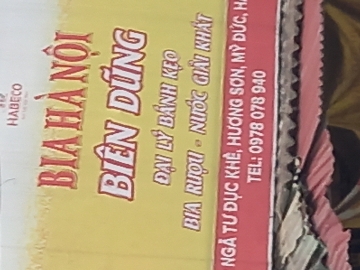 HABECO
BIA HÀ NỘI
BIÊN DŨNG
ĐẠI LÝ BÁNH KẸO
BIA RƯỢU - NƯỚC GIẢI KHÁT
NGÃ TƯ ĐỤC KHÊ, HƯƠNG SƠN, MỸ ĐỨC, HÀ
TEL: 0978 078 940